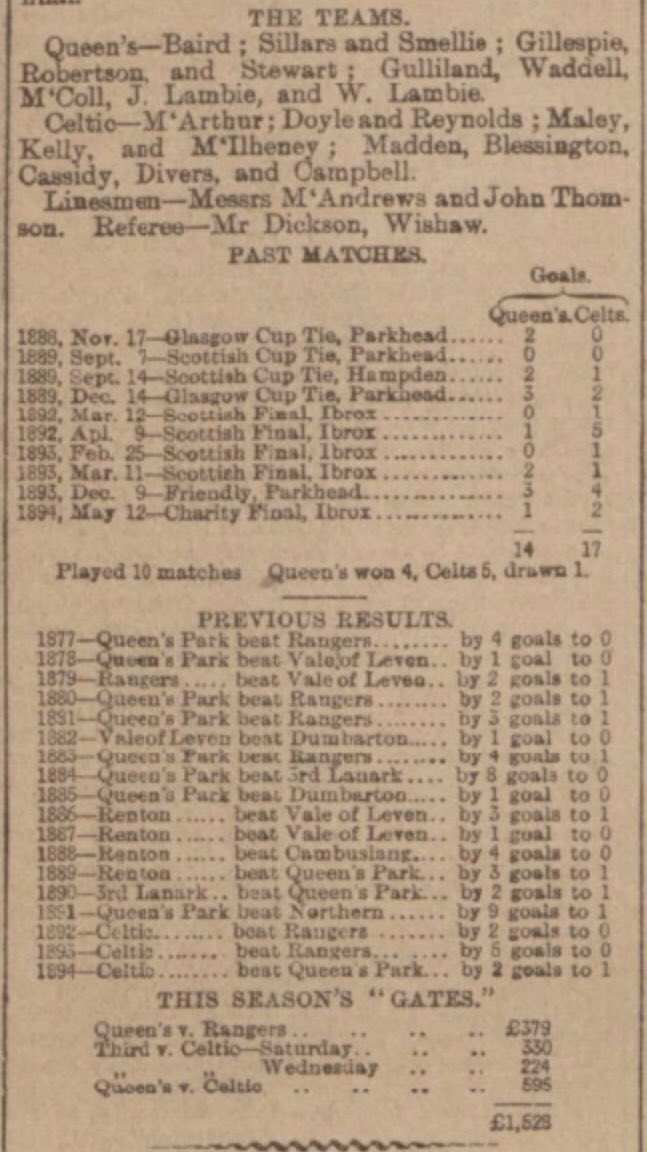 THE TEAMS.
Queen's—Baird ; Sillars and Smellie ; Gillespie,
Robertson, and Stewart ; Gulliland, Waddell,
M'Coll, J. Lambie, and W. Lambie.
Celtic—M'Arthur; Doyle and Reynolds ; Maley,
Kelly, and M'Ilheney ; Madden, Blessington,
Cassidy, Divers, and Campbell.
Linesmen—Messrs M'Andrews and John Thom-
son. Referee—Mr Dickson, Wishaw.
PAST MATCHES.
Goals.
Queen's. Celts.
1888, Nov. 17—Glasgow Cup Tie, Parkhead...... 2 0
1889, Sept. 7—Scottish Cup Tie, Parkhead...... 0 0
1889, Sept. 14—Scottish Cup Tie, Hampden...... 2 1
1889, Dec. 14—Glasgow Cup Tie, Parkhead...... 3 2
1892, Mar. 12—Scottish Final, Ibrox ............ 0 1
1892, Apl. 9—Scottish Final, Ibrox ............ 1 5
1893, Feb. 25—Scottish Final, Ibrox ............ 0 1
1893, Mar. 11—Scottish Final, Ibrox ............ 2 1
1893, Dec. 9—Friendly, Parkhead.............. 3 4
1894, May 12—Charity Final, Ibrox ............. 1 2
14 17
Played 10 matches Queen's won 4, Celts 5, drawn 1.
PREVIOUS RESULTS.
1877—Queen's Park beat Rangers........ by 4 goals to 0
1878—Queen's Park beat Vale of Leven.. by 1 goal to 0
1879—Rangers ..... beat Vale of Leven.. by 2 goals to 1
1880—Queen's Park beat Rangers ........ by 2 goals to 1
1881—Queen's Park beat Rangers ........ by 3 goals to 1
1882—Vale of Leven beat Dumbarton..... by 1 goal to 0
1883—Queen's Park beat Rangers ........ by 4 goals to 1
1884—Queen's Park beat 3rd Lanark .... by 8 goals to 0
1885—Queen's Park beat Dumbarton..... by 1 goal to 0
1886—Renton ...... beat Vale of Leven.. by 3 goals to 1
1887—Renton ...... beat Vale of Leven.. by 1 goal to 0
1888—Renton ...... beat Cambuslang.... by 4 goals to 0
1889—Renton ...... beat Queen's Park... by 3 goals to 1
1890—3rd Lanark.. beat Queen's Park... by 2 goals to 1
1891—Queen's Park beat Northern ...... by 9 goals to 1
1892—Celtic........ beat Rangers ........ by 2 goals to 0
1893—Celtic....... beat Rangers... ..... by 5 goals to 0
1894—Celtic ........ beat Queen's Park... by 2 goals to 1
THIS SEASON'S "GATES."
Queen's v. Rangers .. .. .. .. £379
Third v. Celtic—Saturday.. .. .. 330
,, ,, Wednesday .. .. 224
Queen's v. Celtic .. .. .. .. 595
£1,528